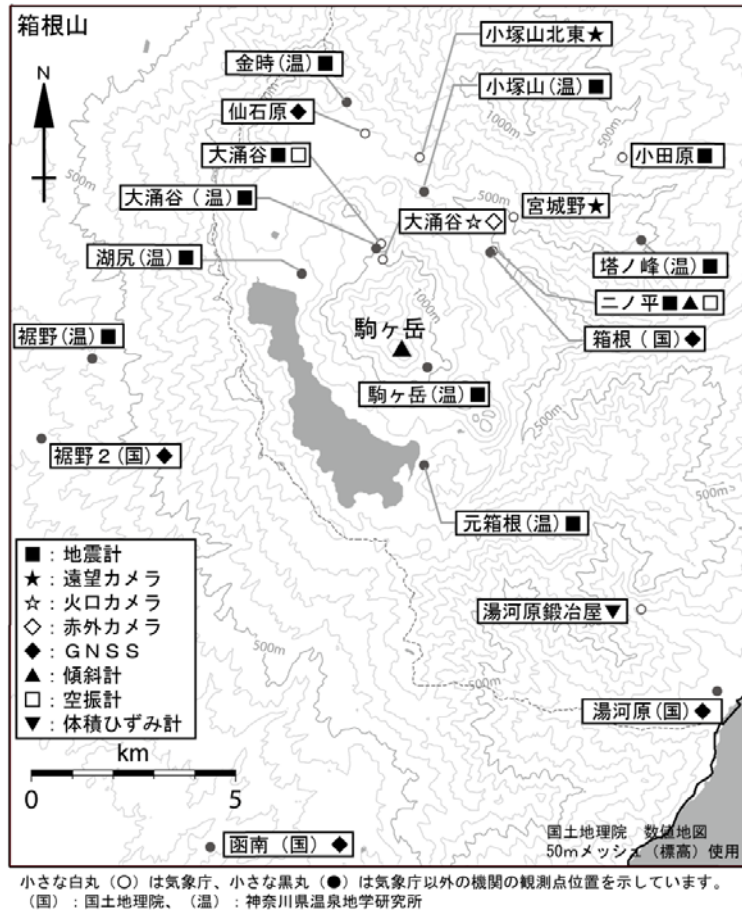 箱根山
N
小塚山北東★
金時(温)■
小塚山(温)■
仙石原◆
1000m
500m
大涌谷■□
小田原■
500m
大涌谷(温)■
宮城野★
大涌谷☆◇
湖尻(温)■
塔ノ峰(温)■
二ノ平■▲□
1000m
駒ヶ岳
箱根(国)◆
裾野(温)■
駒ヶ岳(温)■
500m
裾野2(国)◆
500m
元箱根(温)■
■:地震計
★:遠望カメラ
☆:火口カメラ
◇:赤外カメラ
◆:GNSS
▲:傾斜計
□:空振計
▼:体積ひずみ計
湯河原鍛冶屋▼
500m
湯河原(国)◆
km
0 5
函南(国)◆
国土地理院 数値地図
50mメッシュ(標高)使用
小さな白丸(○)は気象庁、小さな黒丸(●)は気象庁以外の機関の観測点位置を示しています。
(国):国土地理院、(温):神奈川県温泉地学研究所